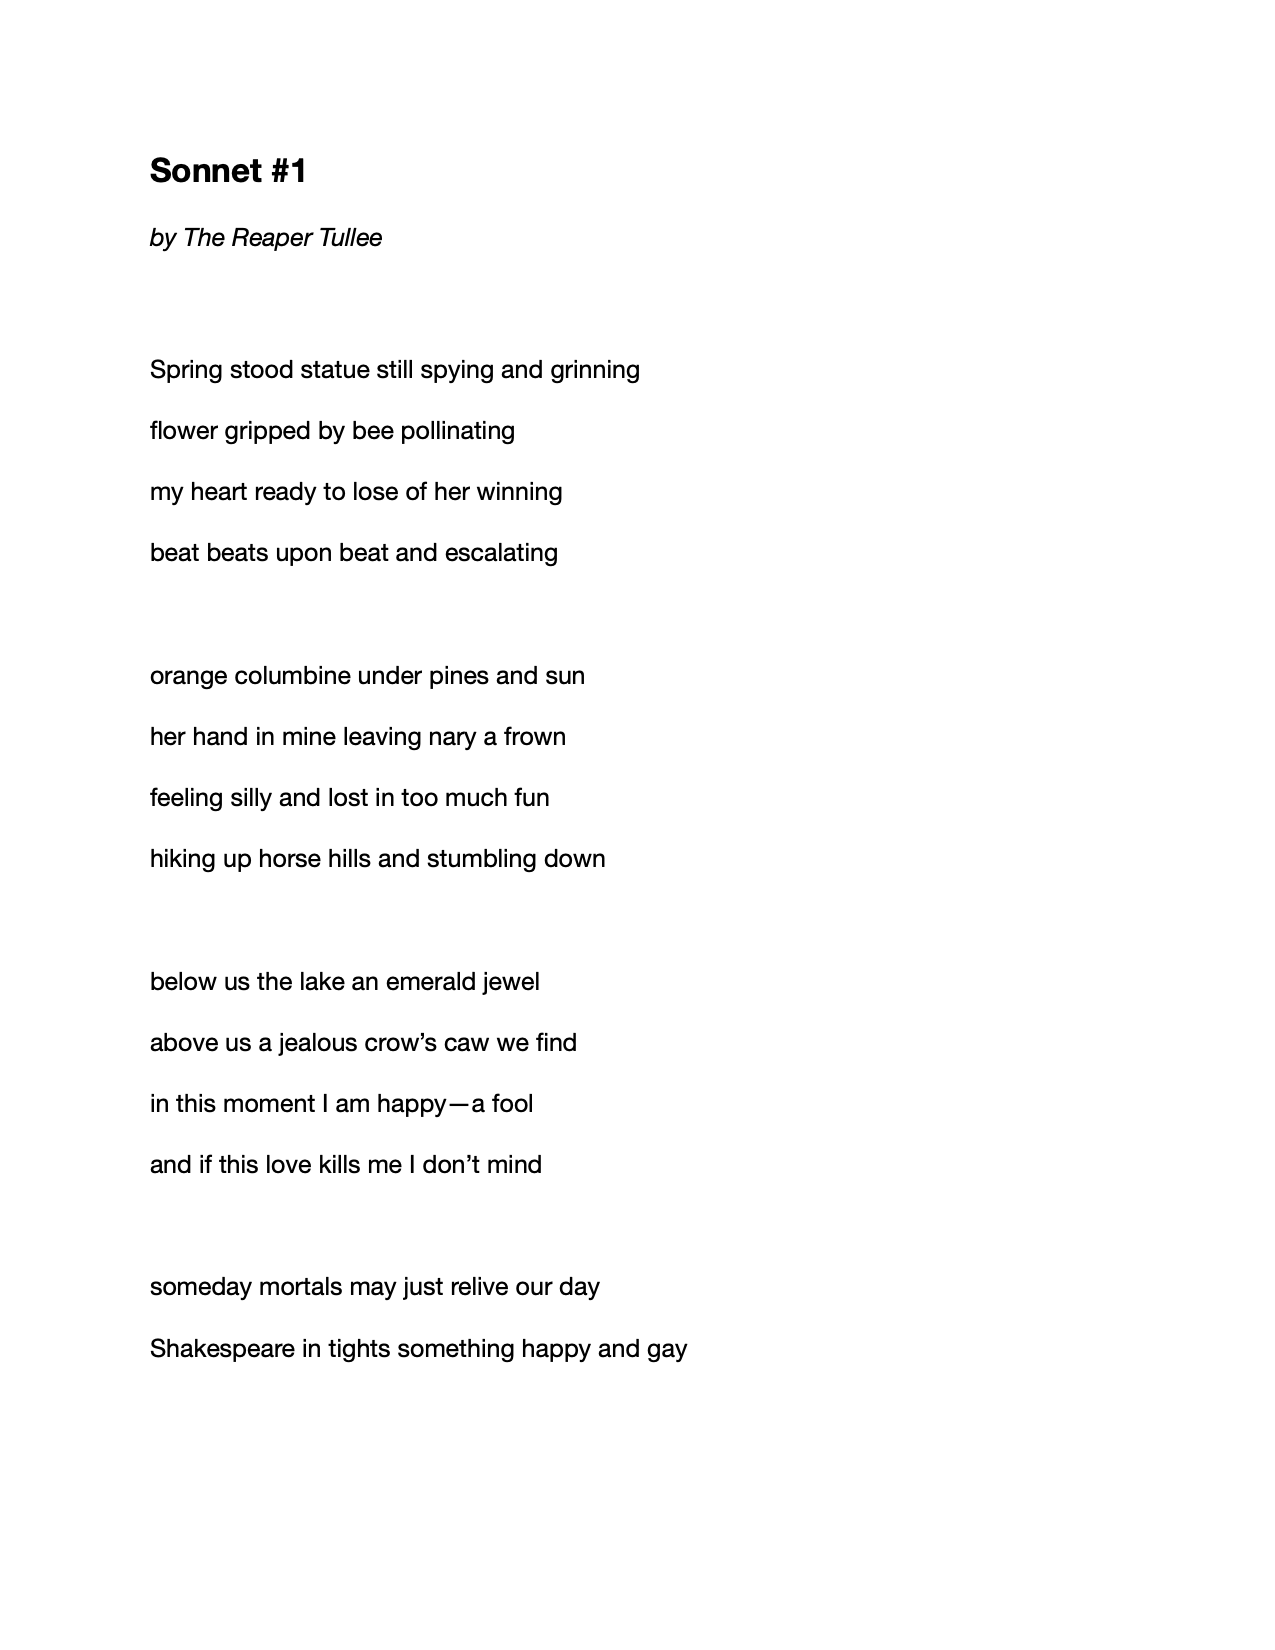 Sonnet #1
by The Reaper Tullee
Spring stood statue still spying and grinning
flower gripped by bee pollinating
my heart ready to lose of her winning
beat beats upon beat and escalating
orange columbine under pines and sun
her hand in mine leaving nary a frown
feeling silly and lost in too much fun
hiking up horse hills and stumbling down
below us the lake an emerald jewel
above us a jealous crow’s caw we find
in this moment I am happy—a fool
and if this love kills me I don’t mind
someday mortals may just relive our day
Shakespeare in tights something happy and gay